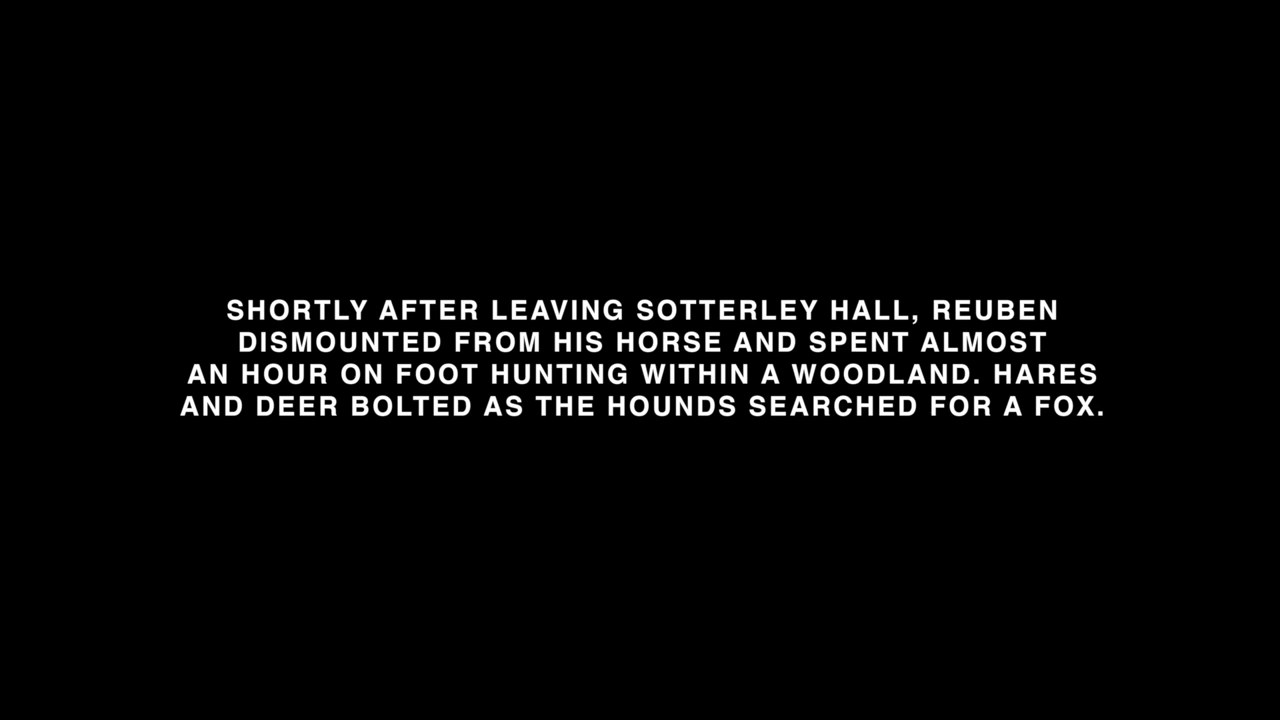 SHORTLY AFTER LEAVING SOTTERLEY HALL, REUBEN
DISMOUNTED FROM HIS HORSE AND SPENT ALMOST
AN HOUR ON FOOT HUNTING WITHIN A WOODLAND. HARES
AND DEER BOLTED AS THE HOUNDS SEARCHED FOR A FOX.